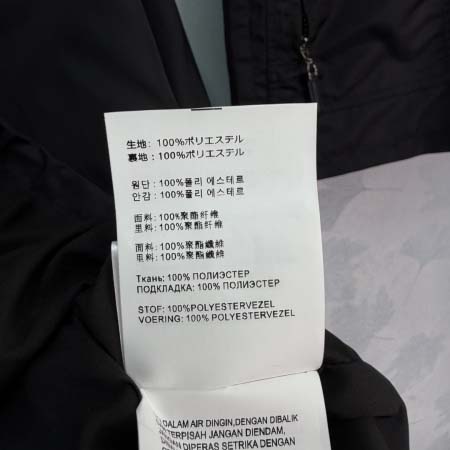 生地: 100%ポリエステル
裏地: 100%ポリエステル
원단: 100%폴리 에스테르
안감: 100%폴리 에스테르
面料: 100%聚酯纤维
里料: 100%聚酯纤维
面料: 100%聚酯纖維
里料: 100%聚酯纖維
Ткань: 100% ПОЛИЭСТЕР
ПОДКЛАДКА: 100% ПОЛИЭСТЕР
STOF: 100%POLYESTERVEZEL
VOERING: 100% POLYESTERVEZEL
DALAM AIR DINGIN,DENGAN DIBALIK
TERPISAH JANGAN DIENDAM,
DAN DIPERAS SETRIKA DENGAN